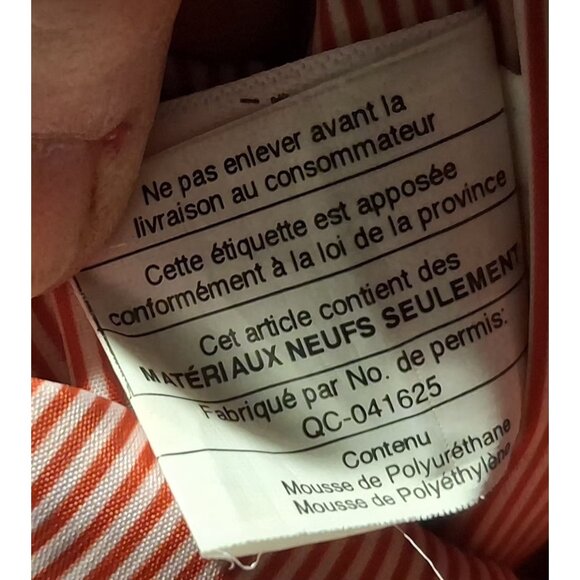 Ne pas enlever avant la
livraison au consommateur
Cette étiquette est apposée
conformément à la loi de la province
Cet article contient des
MATÉRIAUX NEUFS SEULEMENT
Fabriqué par No. de permis:
QC-041625
Contenu
Mousse de Polyuréthane
Mousse de Polyéthylène